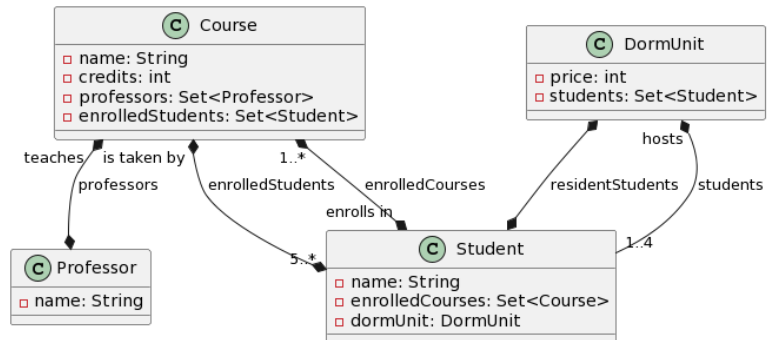 C Course
- name: String
- credits: int
- professors: Set<Professor>
- enrolledStudents: Set<Student>
C DormUnit
- price: int
- students: Set<Student>
teaches
is taken by
1..*
hosts
professors
enrolledStudents
enrolledCourses
residentStudents
students
enrolls in
5..*
1..4
C Professor
name: String
C Student
name: String
enrolledCourses: Set<Course>
dormUnit: DormUnit